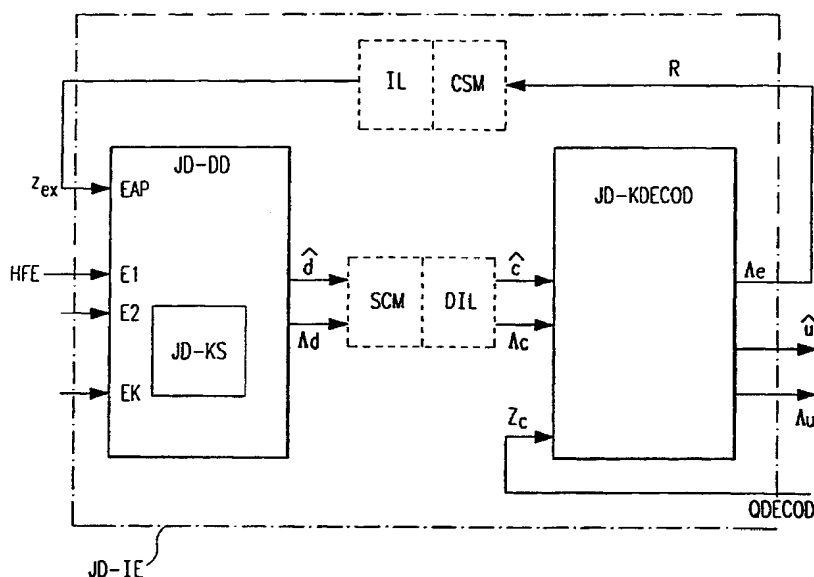 IL CSM R
JD-DD
z_ex EAP
JD-KDECOD
HFE E1
E2
JD-KS
EK
d̂
Λd
SCM DIL
ĉ
Λc
Z_c
Λe
û
Λu
QDECOD
JD-IE